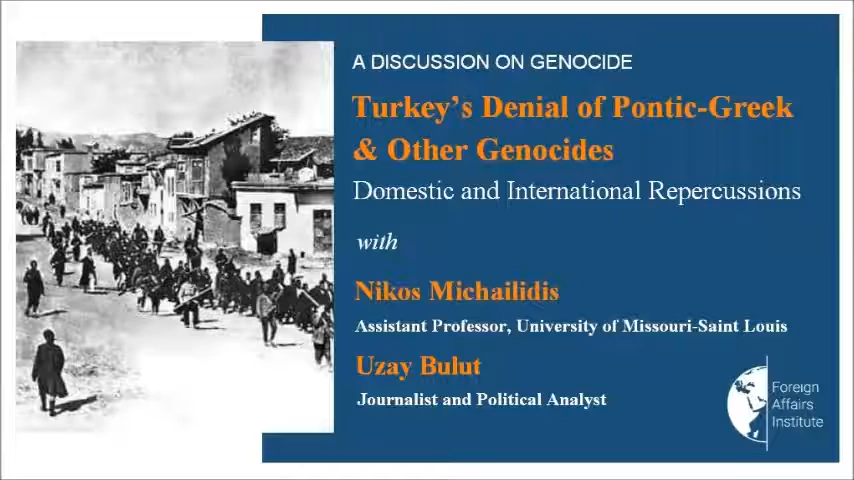 A DISCUSSION ON GENOCIDE
Turkey's Denial of Pontic-Greek
& Other Genocides
Domestic and International Repercussions
with
Nikos Michailidis
Assistant Professor, University of Missouri-Saint Louis
Uzay Bulut
Journalist and Political Analyst
Foreign
Affairs
Institute